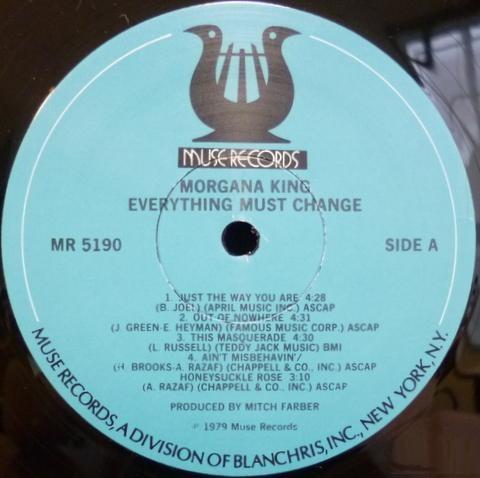 MUSE RECORDS
MORGANA KING
EVERYTHING MUST CHANGE
MR 5190
SIDE A
1. JUST THE WAY YOU ARE 4:28
(B. JOEL) (APRIL MUSIC INC.) ASCAP
2. OUT OF NOWHERE 4:31
(J. GREEN-E. HEYMAN) (FAMOUS MUSIC CORP.) ASCAP
3. THIS MASQUERADE 4:30
(L. RUSSELL) (TEDDY JACK MUSIC) BMI
4. AIN'T MISBEHAVIN'/
(H. BROOKS-A. RAZAF) (CHAPPELL & CO., INC.) ASCAP
HONEYSUCKLE ROSE 3:10
(A. RAZAF) (CHAPPELL & CO., INC.) ASCAP
PRODUCED BY MITCH FARBER
℗ 1979 Muse Records
MUSE RECORDS, A DIVISION OF BLANCHRIS, INC., NEW YORK, N.Y.